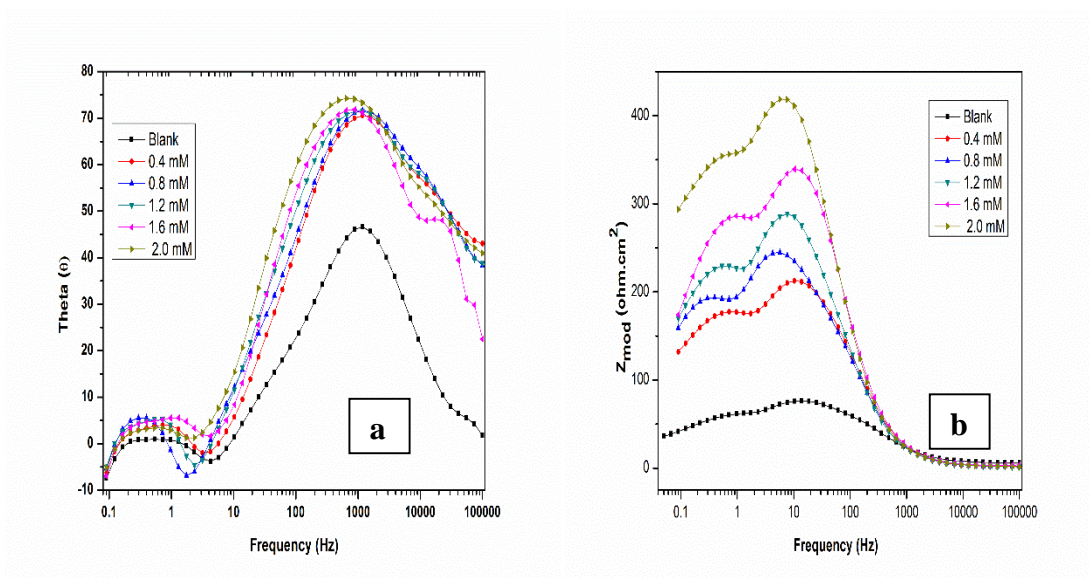 80
70
60
50
40
30
20
10
0
-10
Theta (θ)
0.1 1 10 100 1000 10000 100000
Frequency (Hz)
Blank
0.4 mM
0.8 mM
1.2 mM
1.6 mM
2.0 mM
a
400
300
200
100
0
Zmod (ohm.cm²)
0.1 1 10 100 1000 10000 100000
Frequency (Hz)
Blank
0.4 mM
0.8 mM
1.2 mM
1.6 mM
2.0 mM
b